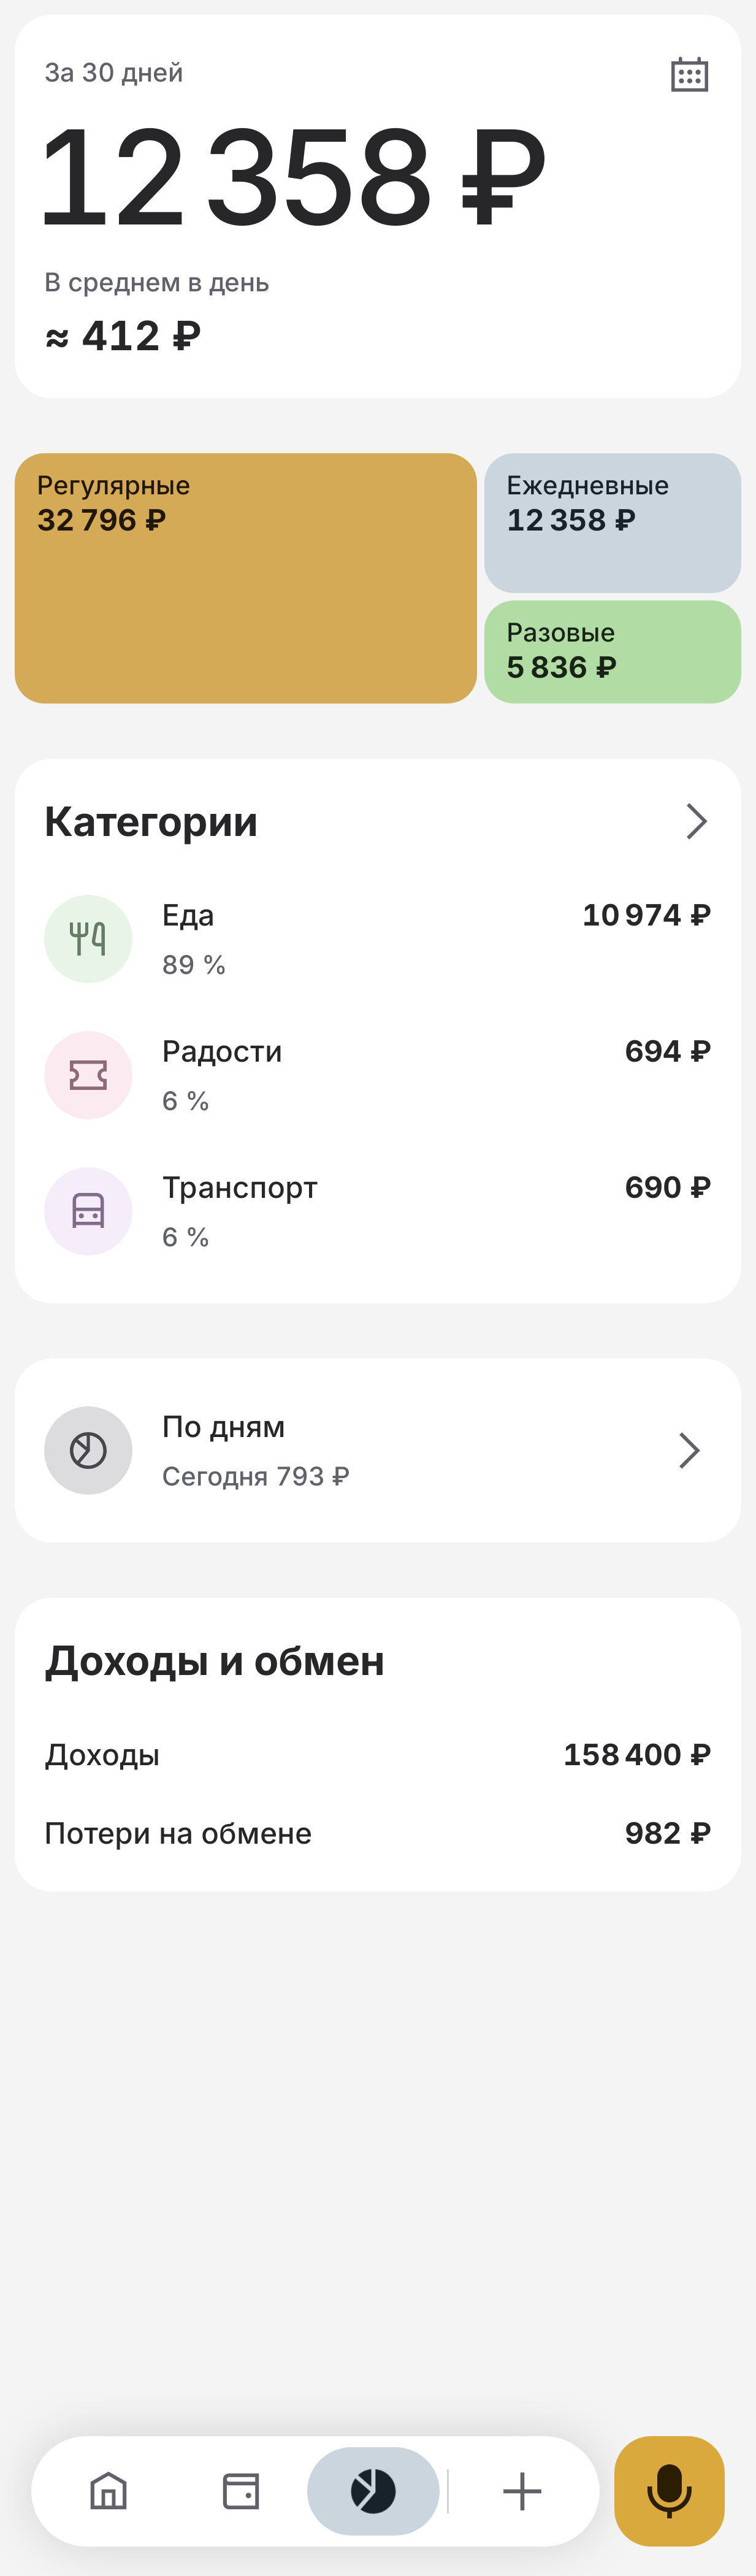 За 30 дней
12 358 ₽
В среднем в день
≈ 412 ₽
Регулярные
32 796 ₽
Ежедневные
12 358 ₽
Разовые
5 836 ₽
Категории
Еда
10 974 ₽
89 %
Радости
694 ₽
6 %
Транспорт
690 ₽
6 %
По дням
Сегодня 793 ₽
Доходы и обмен
Доходы
158 400 ₽
Потери на обмене
982 ₽